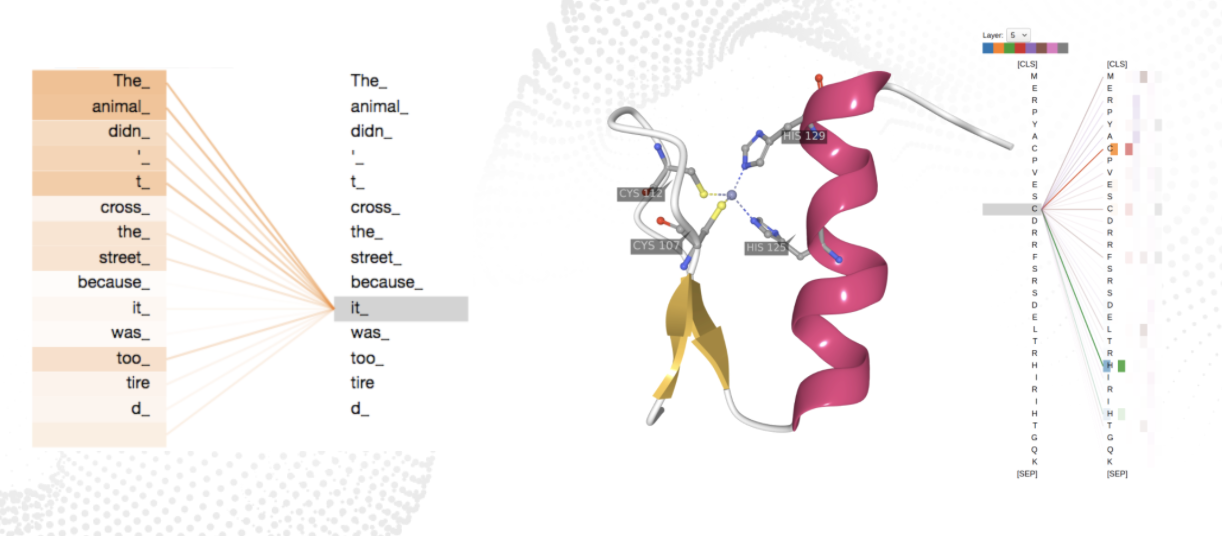 The_
animal_
didn_
'_
t_
cross_
the_
street_
because_
it_
was_
too_
tire
d_
The_
animal_
didn_
'_
t_
cross_
the_
street_
because_
it_
was_
too_
tire
d_
HIS 129
CYS 112
CYS 107
HIS 125
Layer: 5
[CLS]
M
E
R
P
Y
A
C
P
V
E
S
C
D
R
R
F
S
R
S
D
E
L
T
R
H
I
R
I
H
T
G
Q
K
[SEP]
[CLS]
M
E
R
P
Y
A
C
P
V
E
S
C
D
R
R
F
S
R
S
D
E
L
T
R
H
I
R
I
H
T
G
Q
K
[SEP]